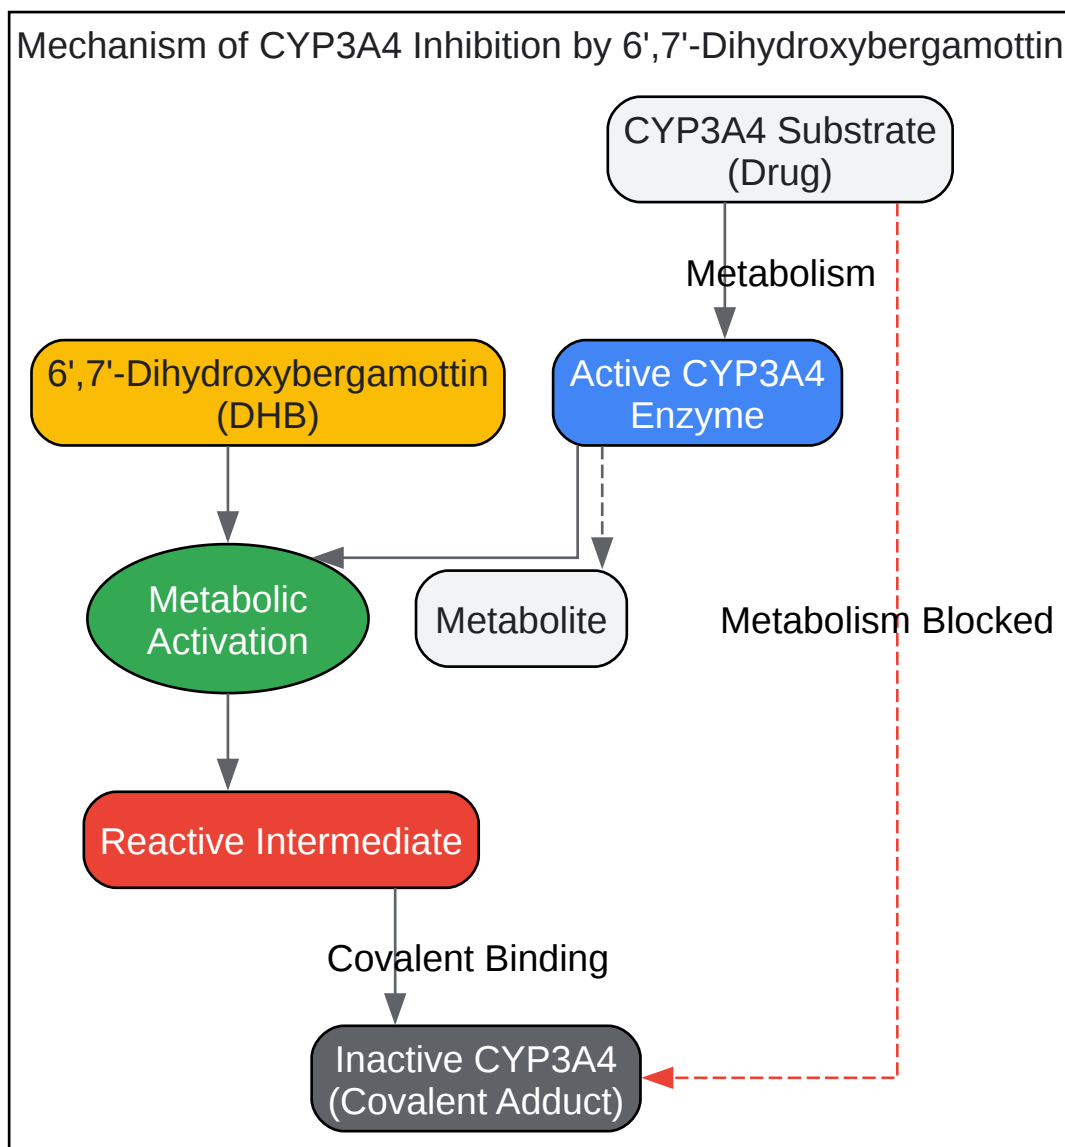 Mechanism of CYP3A4 Inhibition by 6',7'-Dihydroxybergamottin
CYP3A4 Substrate
(Drug)
Metabolism
6',7'-Dihydroxybergamottin
(DHB)
Active CYP3A4
Enzyme
Metabolic
Activation
Metabolite
Metabolism Blocked
Reactive Intermediate
Covalent Binding
Inactive CYP3A4
(Covalent Adduct)